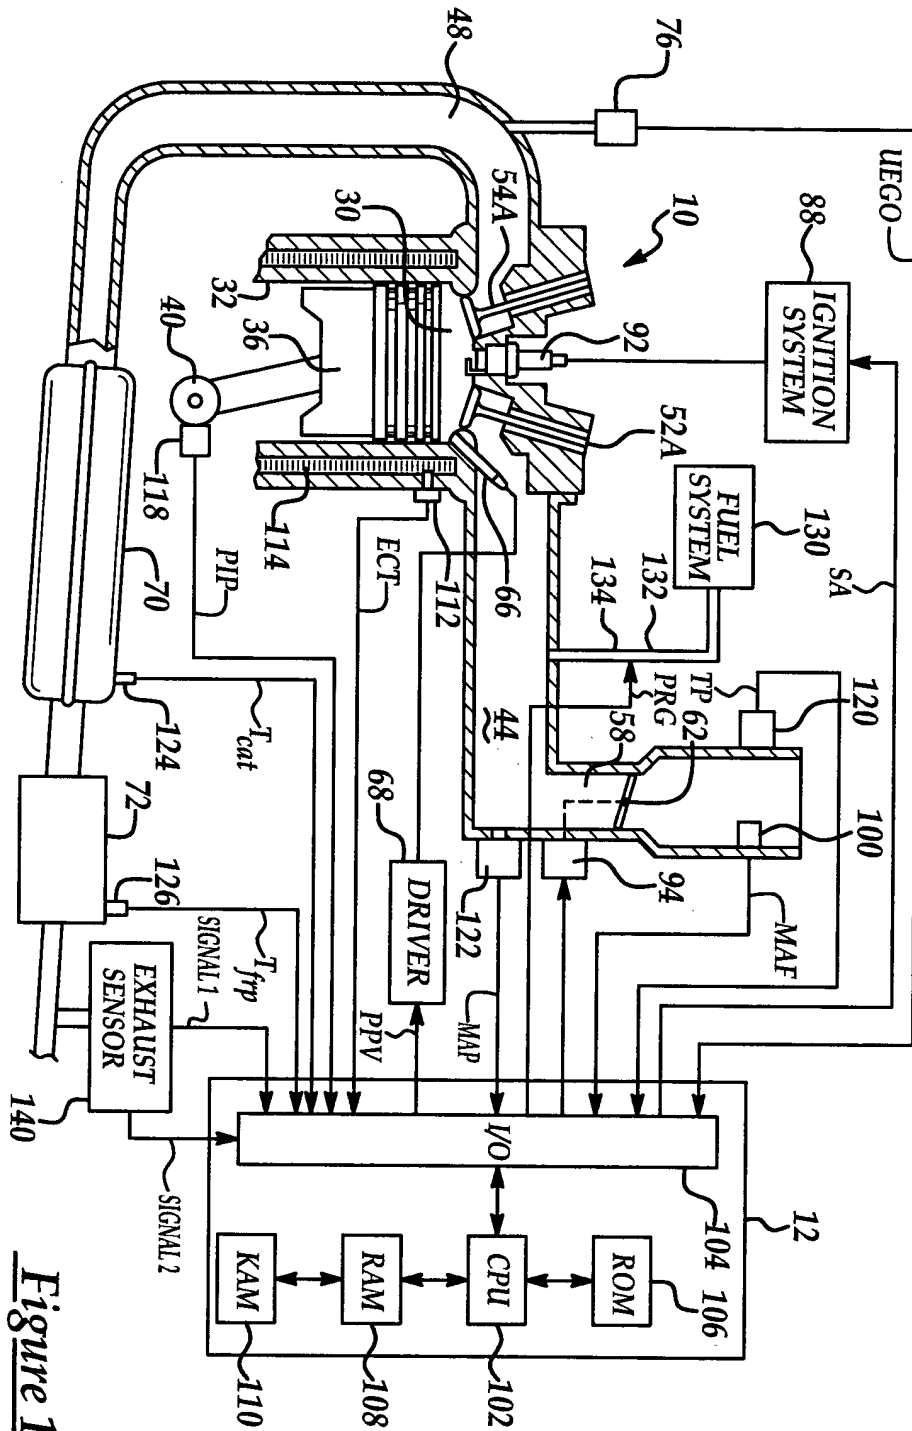 48
76
UEGO
54A
10
88
IGNITION
SYSTEM
30
32
92
40
36
52A
FUEL
SYSTEM
130
SA
118
114
ECT
112
66
134
132
PIP
70
TP
120
PRG
44
58
62
124
Tcat
72
68
100
126
DRIVER
122
94
MAF
Tfrp
SIGNAL 1
EXHAUST
SENSOR
PPV
MAP
140
I/O
SIGNAL 2
104
12
KAM
RAM
CPU
ROM
106
110
108
102
Figure 1